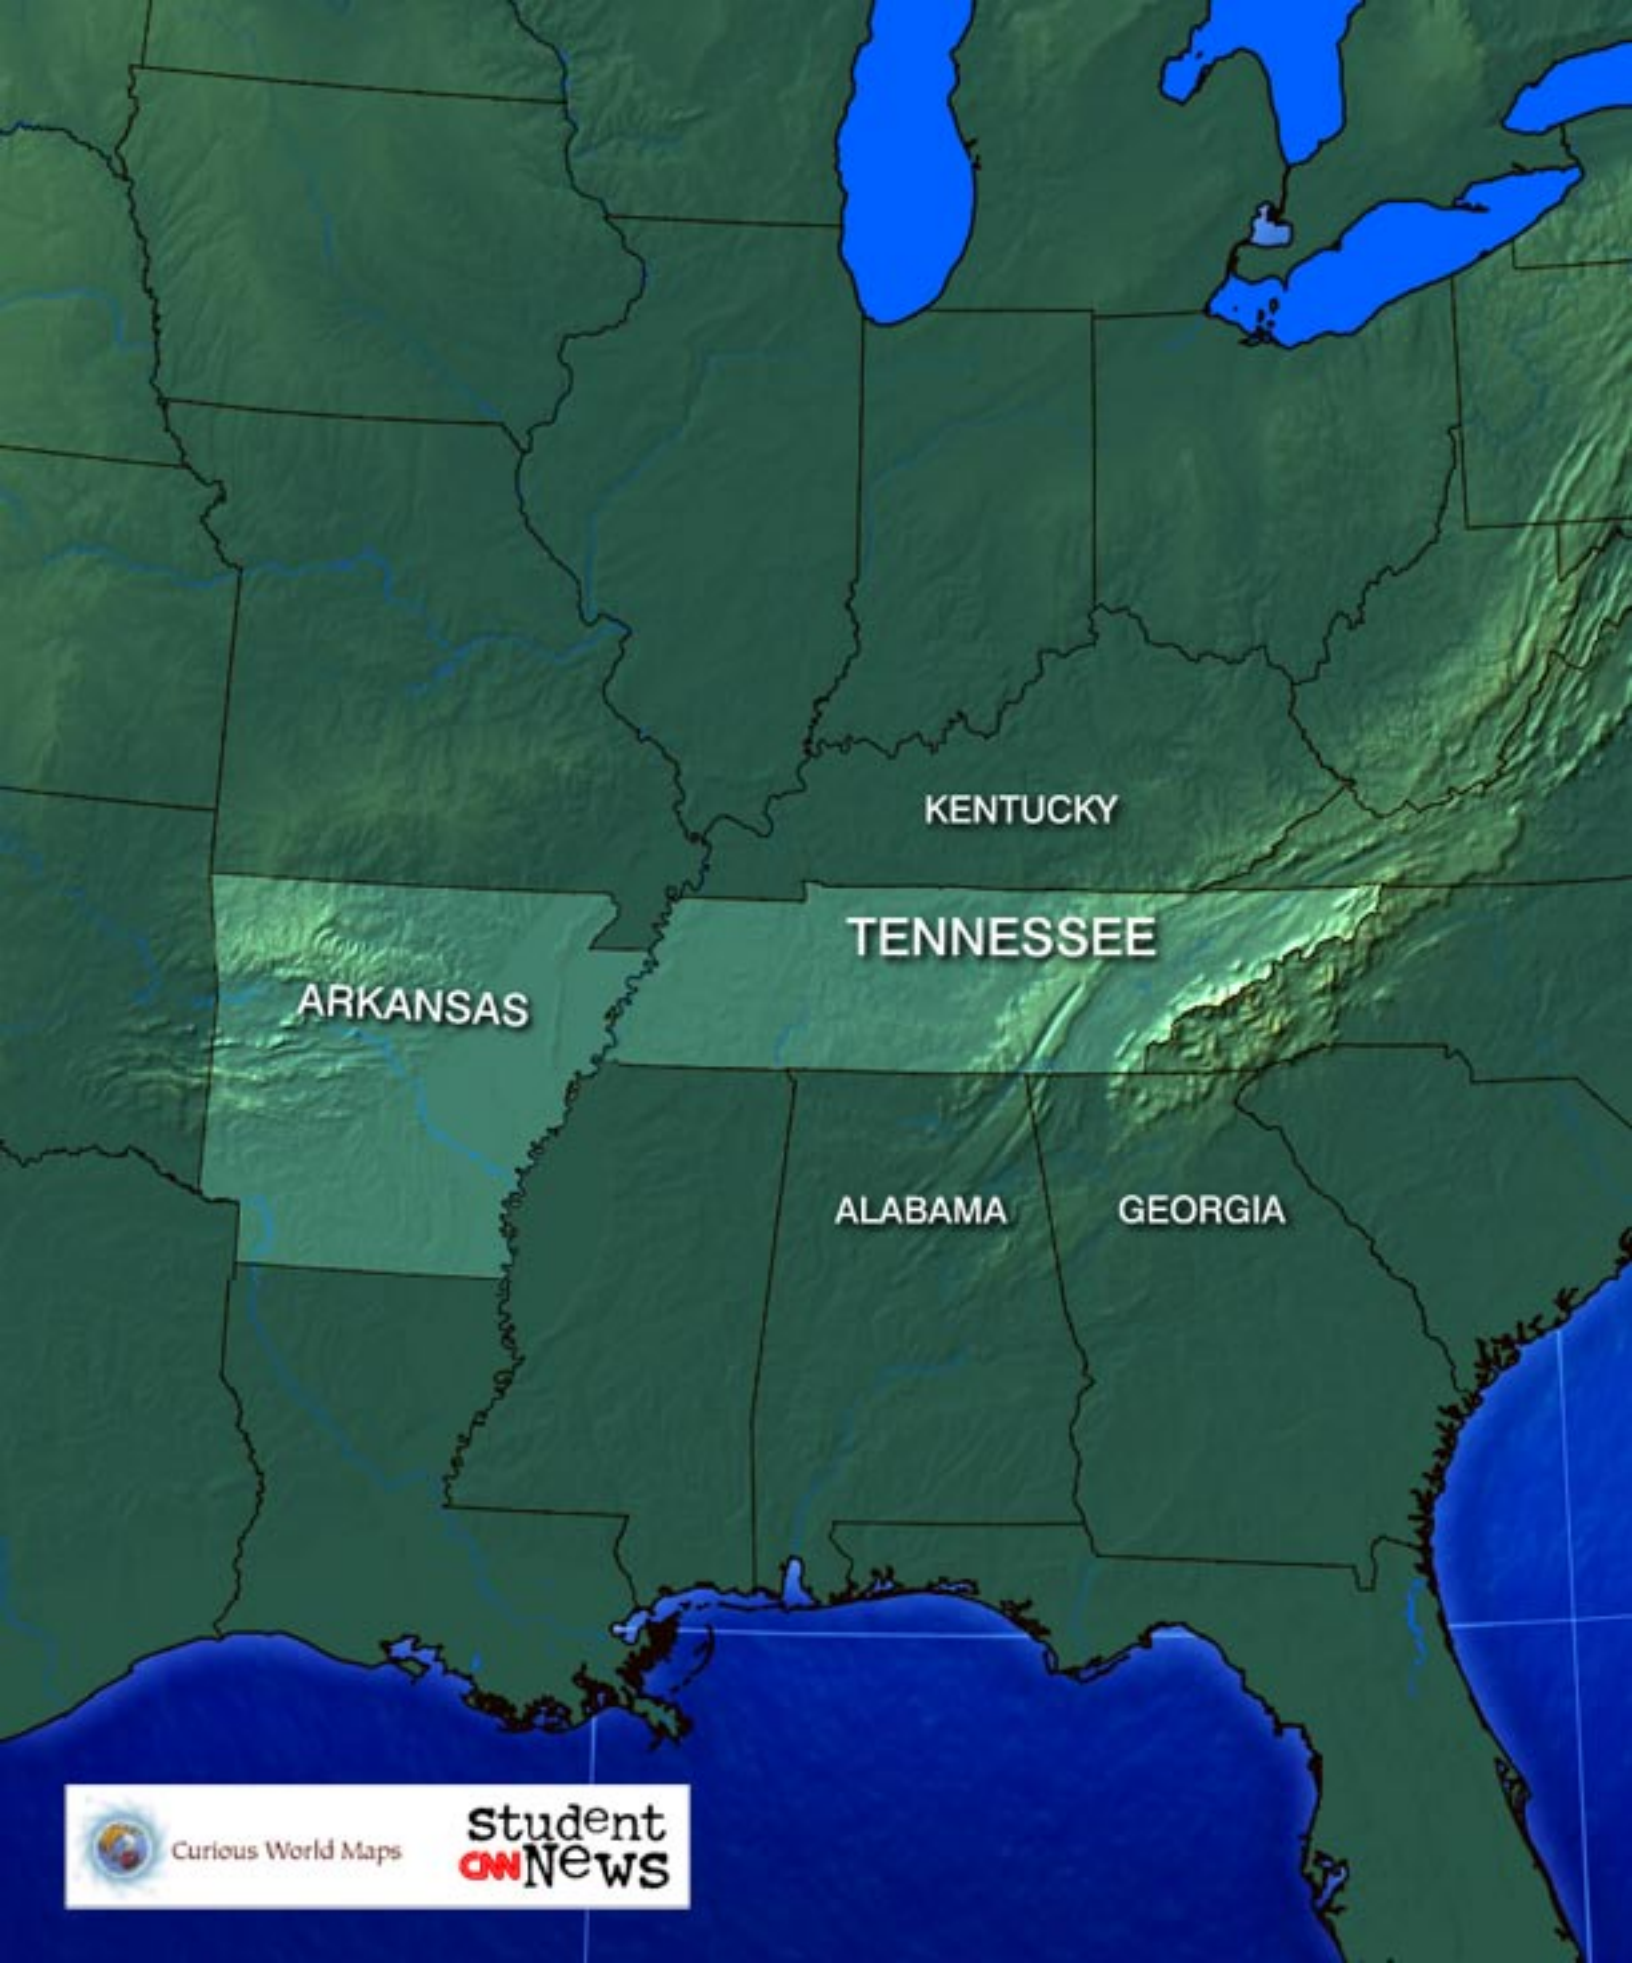 KENTUCKY
TENNESSEE
ARKANSAS
ALABAMA
GEORGIA
Curious World Maps
Student
CNN News